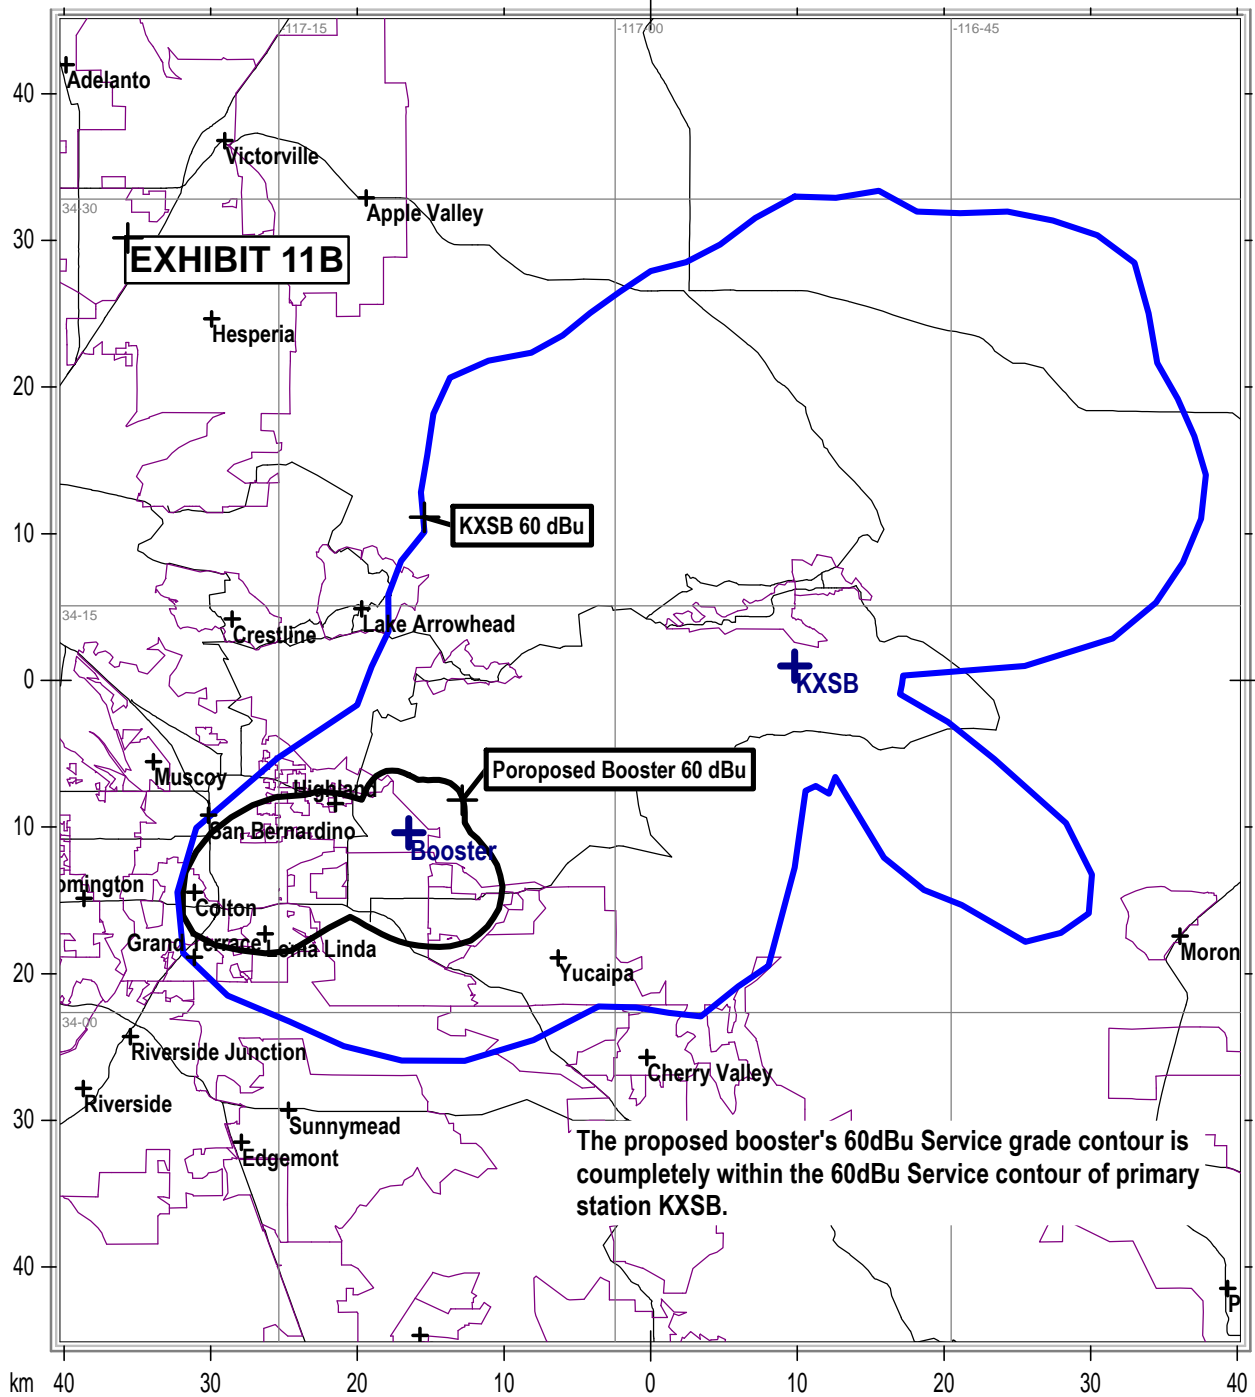 -117-15
-117-00
-116-45
Adelanto
40
Victorville
34-30
Apple Valley
30
EXHIBIT 11B
Hesperia
20
10
KXSB 60 dBu
34-15
Lake Arrowhead
Crestline
0
KXSB
Muscoy
Poroposed Booster 60 dBu
Highland
10
San Bernardino
Booster
omington
Colton
Grand Terrace
Loma Linda
Yucaipa
Moron
20
34-00
Riverside Junction
Cherry Valley
Riverside
30
Sunnymead
Edgemont
The proposed booster's 60dBu Service grade contour is
coumpletely within the 60dBu Service contour of primary
station KXSB.
40
P
km 40 30 20 10 0 10 20 30 40